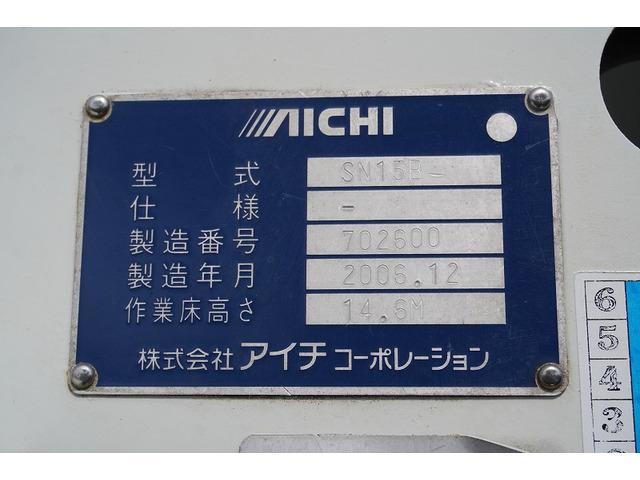 AICHI
型 式 SN15B-
仕 様 -
製造番号 702600
製造年月 2006.12
作業床高さ 14.6M
株式会社 アイチ コーポレーション
6
5
4
3